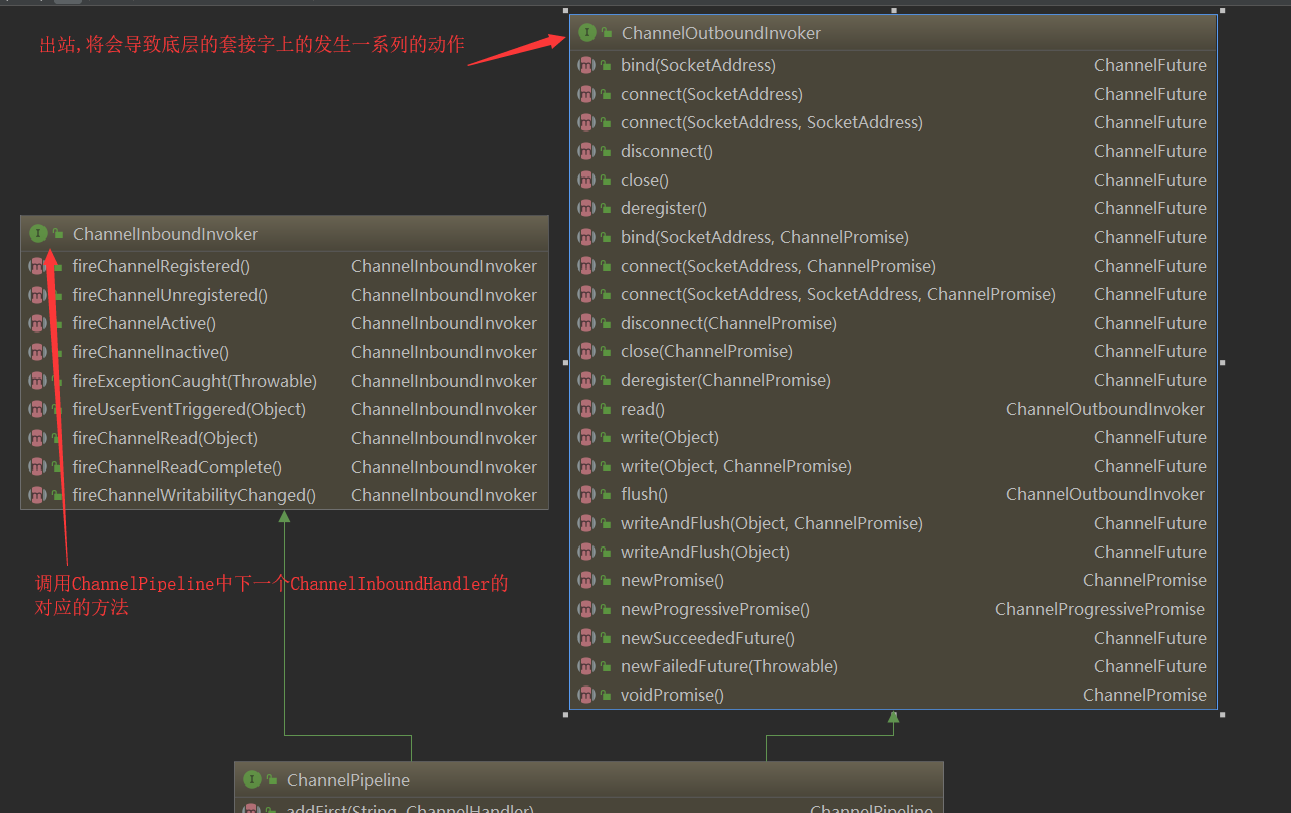 出站,将会导致底层的套接字上的发生一系列的动作
ChannelOutboundInvoker
bind(SocketAddress) ChannelFuture
connect(SocketAddress) ChannelFuture
connect(SocketAddress, SocketAddress) ChannelFuture
disconnect() ChannelFuture
close() ChannelFuture
deregister() ChannelFuture
bind(SocketAddress, ChannelPromise) ChannelFuture
connect(SocketAddress, ChannelPromise) ChannelFuture
connect(SocketAddress, SocketAddress, ChannelPromise) ChannelFuture
disconnect(ChannelPromise) ChannelFuture
close(ChannelPromise) ChannelFuture
deregister(ChannelPromise) ChannelFuture
read() ChannelOutboundInvoker
write(Object) ChannelFuture
write(Object, ChannelPromise) ChannelFuture
flush() ChannelOutboundInvoker
writeAndFlush(Object, ChannelPromise) ChannelFuture
writeAndFlush(Object) ChannelFuture
newPromise() ChannelPromise
newProgressivePromise() ChannelProgressivePromise
newSucceededFuture() ChannelFuture
newFailedFuture(Throwable) ChannelFuture
voidPromise() ChannelPromise
ChannelInboundInvoker
fireChannelRegistered() ChannelInboundInvoker
fireChannelUnregistered() ChannelInboundInvoker
fireChannelActive() ChannelInboundInvoker
fireChannelInactive() ChannelInboundInvoker
fireExceptionCaught(Throwable) ChannelInboundInvoker
fireUserEventTriggered(Object) ChannelInboundInvoker
fireChannelRead(Object) ChannelInboundInvoker
fireChannelReadComplete() ChannelInboundInvoker
fireChannelWritabilityChanged() ChannelInboundInvoker
调用ChannelPipeline中下一个ChannelInboundHandler的
对应的方法
ChannelPipeline
addFirst(String, ChannelHandler) ChannelPipeline